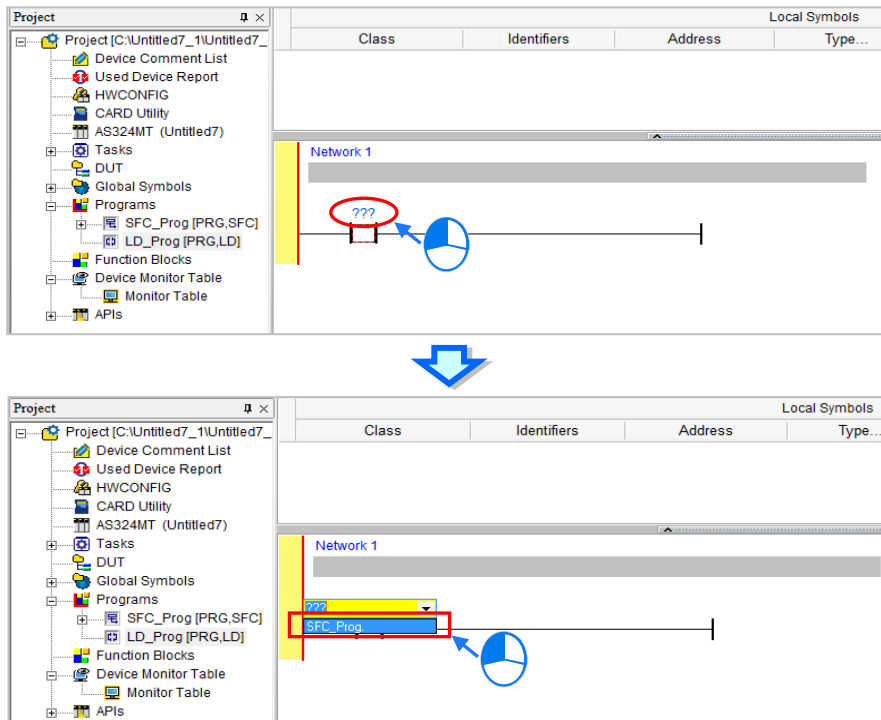 Project
Local Symbols
Class Identifiers Address Type...
Project [C:\Untitled7_1\Untitled7_
Device Comment List
Used Device Report
HWCONFIG
CARD Utility
AS324MT (Untitled7)
Tasks
DUT
Global Symbols
Programs
SFC_Prog [PRG,SFC]
LD_Prog [PRG,LD]
Function Blocks
Device Monitor Table
Monitor Table
APIs
Network 1
???
Project
Local Symbols
Class Identifiers Address Type...
Project [C:\Untitled7_1\Untitled7_
Device Comment List
Used Device Report
HWCONFIG
CARD Utility
AS324MT (Untitled7)
Tasks
DUT
Global Symbols
Programs
SFC_Prog [PRG,SFC]
LD_Prog [PRG,LD]
Function Blocks
Device Monitor Table
Monitor Table
APIs
Network 1
???
SFC_Prog